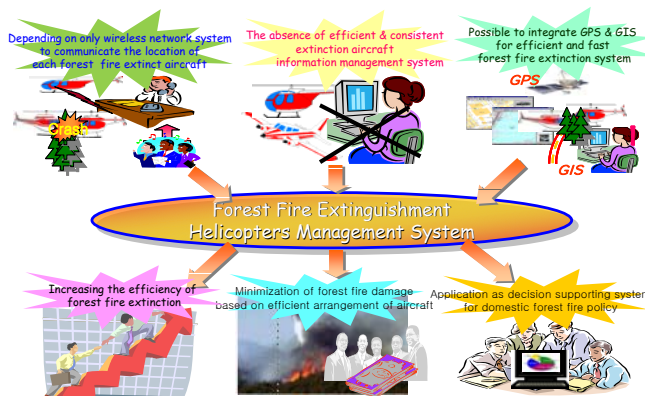 Depending on only wireless network system
to communicate the location of
each forest fire extinct aircraft
The absence of efficient & consistent
extinction aircraft
information management system
Possible to integrate GPS & GIS
for efficient and fast
forest fire extinction system
GPS
Crash
GIS
Forest Fire Extinguishment
Helicopters Management System
Increasing the efficiency of
forest fire extinction
Minimization of forest fire damage
based on efficient arrangement of aircraft
Application as decision supporting syster
for domestic forest fire policy